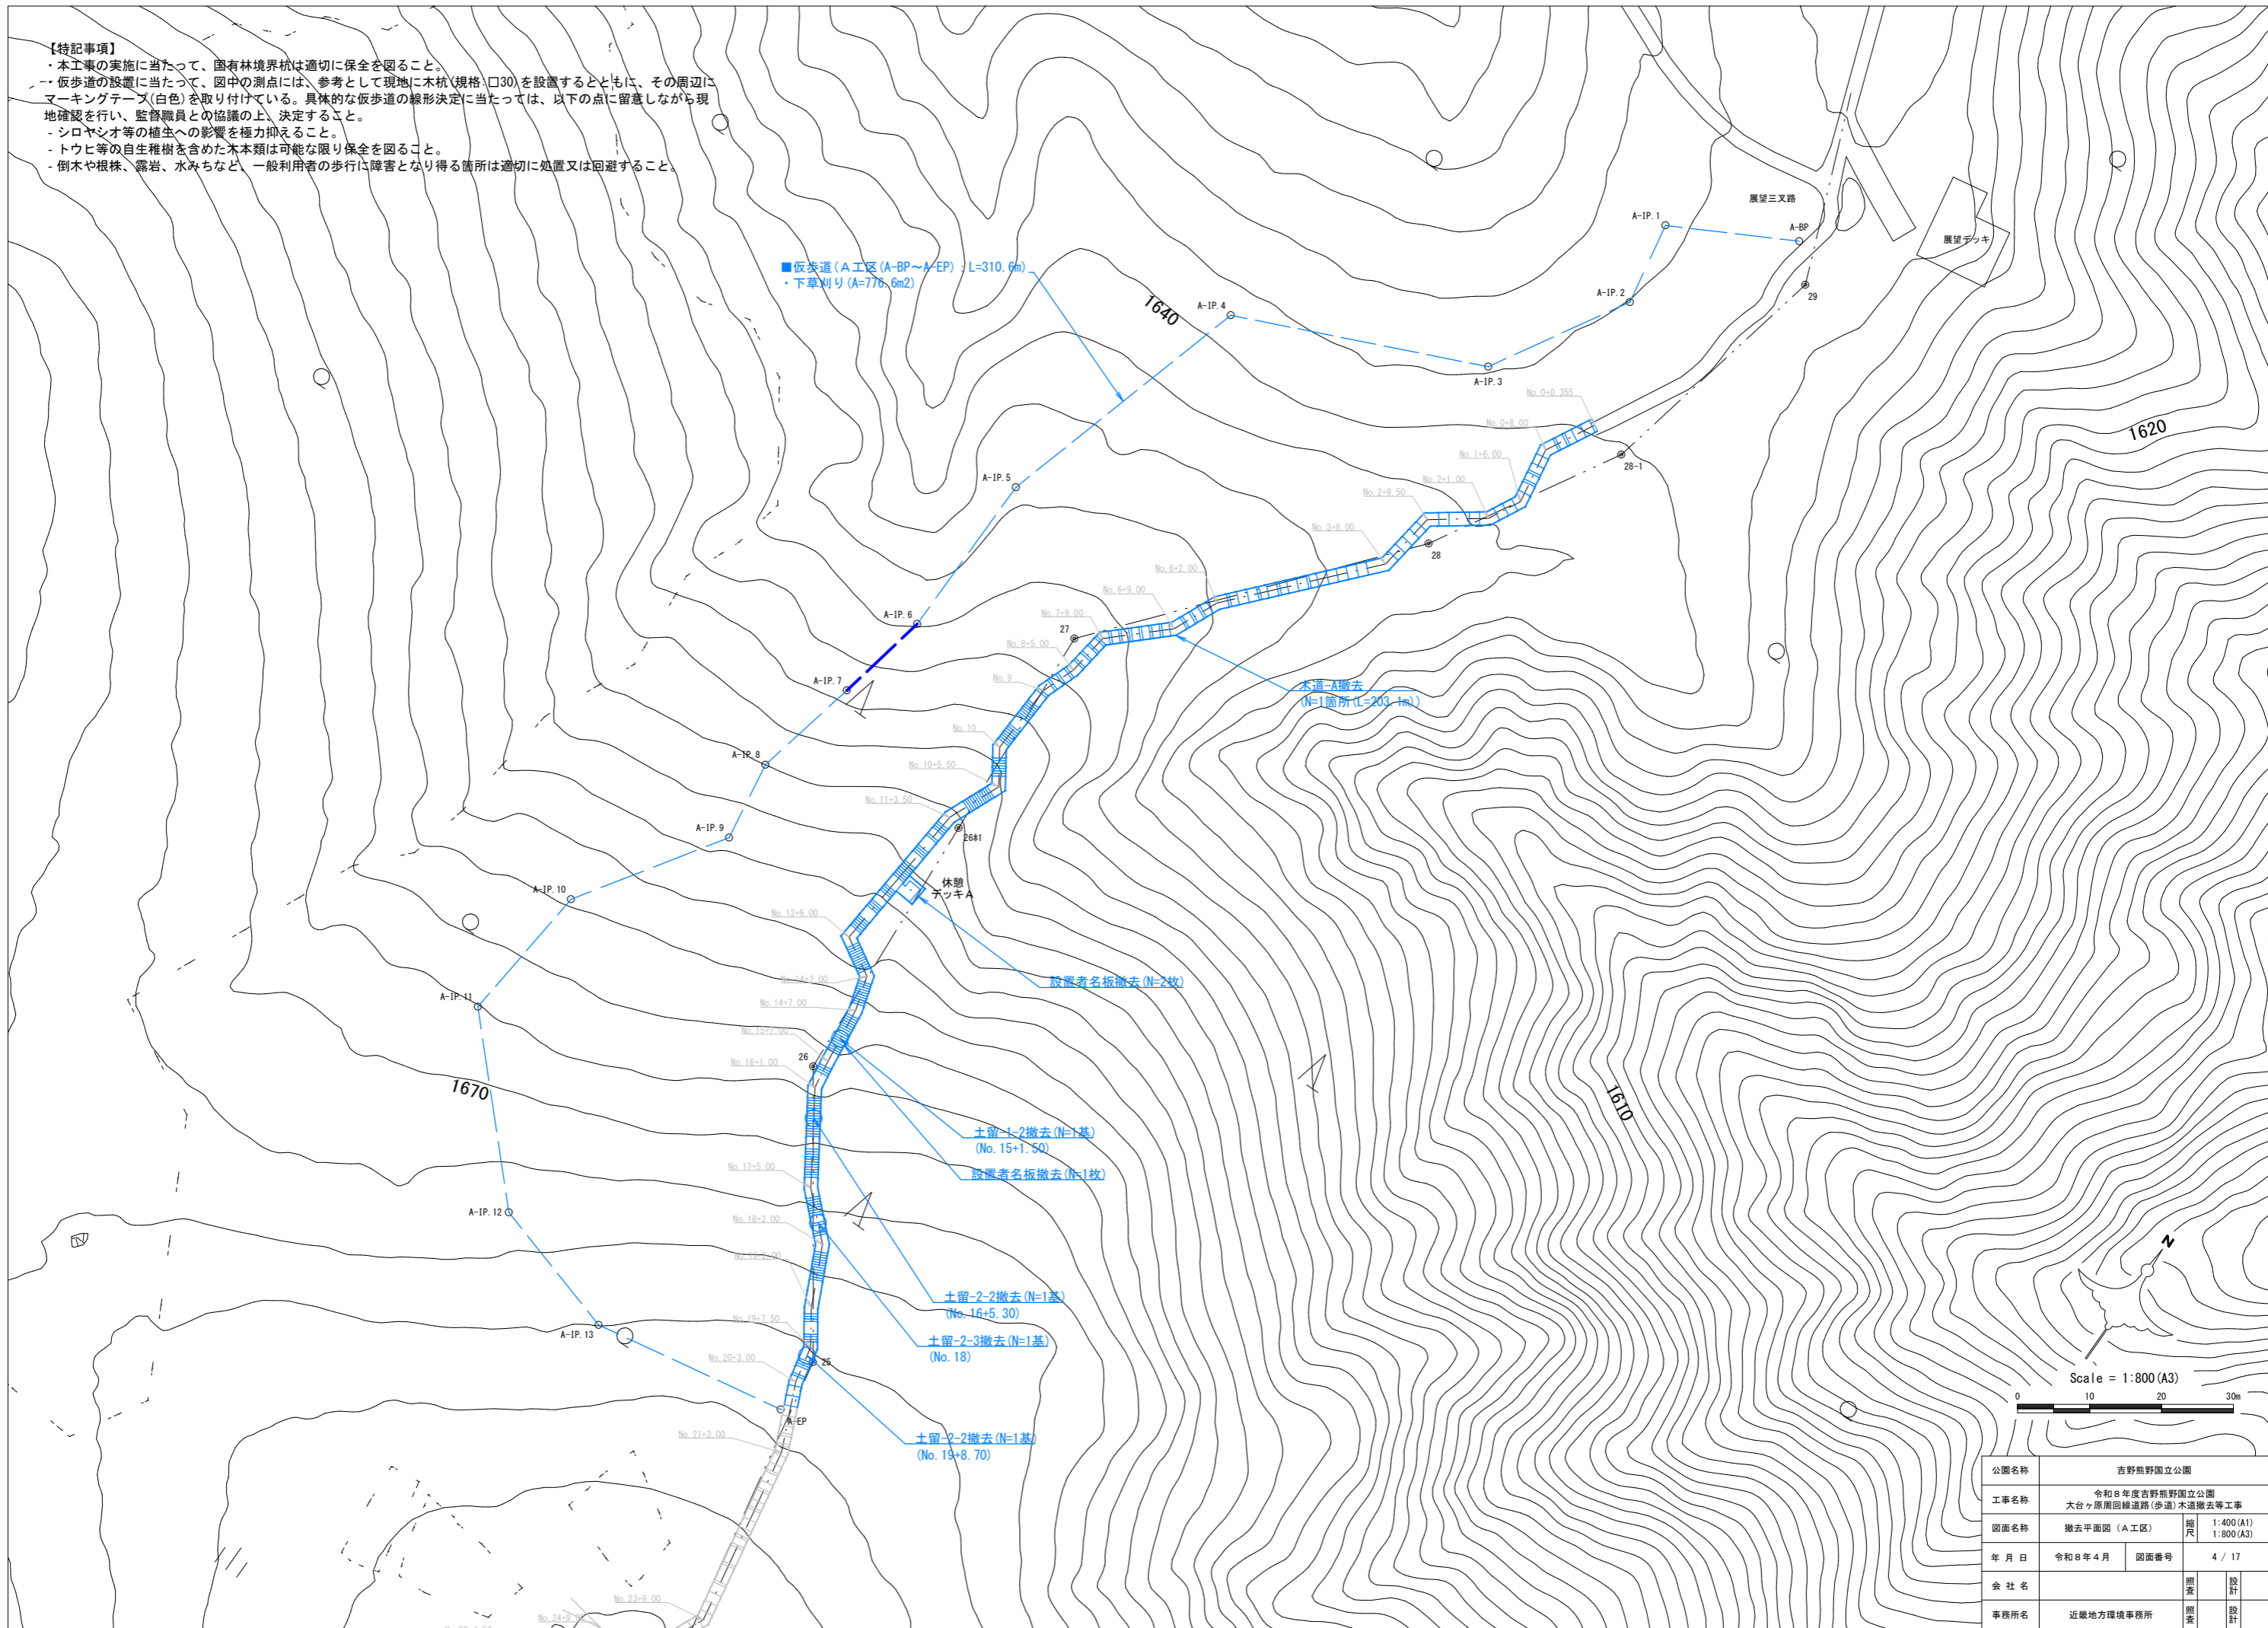 【特記事項】
・本工事の実施に当たって、国有林境界杭は適切に保全を図ること。
・仮歩道の設置に当たって、図中の測点には、参考として現地に木杭(規格:□30)を設置するとともに、その周辺に
マーキングテープ(白色)を取り付けている。具体的な仮歩道の線形決定に当たっては、以下の点に留意しながら現
地確認を行い、監督職員との協議の上、決定すること。
- シロヤシオ等の植生への影響を極力抑えること。
- トウヒ等の自生稚樹を含めた木本類は可能な限り保全を図ること。
- 倒木や根株、露岩、水みちなど、一般利用者の歩行に障害となり得る箇所は適切に処置又は回避すること。
展望三叉路
A-IP.1
A-BP
展望デッキ
■仮歩道(A工区(A-BP～A-EP) : L=310.6m)
・下草刈り(A=776.6m2)
29
A-IP.2
A-IP.4
1640
A-IP.3
No.0+0.355
No.0+8.00
1620
No.1+6.00
28-1
A-IP.5
No.2+1.00
No.2+9.50
No.3+8.00
28
No.6+2.00
A-IP.6
No.6+9.00
No.7+9.00
27
No.8+5.00
A-IP.7
No.9
木道-A撤去
(N=1箇所(L=203.1m))
No.10
A-IP.8
No.10+5.50
No.11+3.50
A-IP.9
26#1
休憩
デッキA
A-IP.10
No.13+6.00
No.14+2.00
設置者名板撤去(N=2枚)
A-IP.11
No.14+7.00
No.15+7.00
26
No.16+1.00
1670
1610
土留-1-2撤去(N=1基)
(No.15+1.50)
No.17+5.00
設置者名板撤去(N=1枚)
A-IP.12
No.18+3.00
N
土留-2-2撤去(N=1基)
(No.16+5.30)
No.19+7.50
A-IP.13
土留-2-3撤去(N=1基)
(No.18)
No.20+3.00
25
Scale = 1:800(A3)
0 10 20 30m
A-EP
No.21+3.00
土留-2-2撤去(N=1基)
(No.19+8.70)
No.23+9.00
公園名称 吉野熊野国立公園
工事名称 令和8年度吉野熊野国立公園
大台ヶ原周回線道路(歩道)木道撤去等工事
図面名称 撤去平面図(A工区) 縮尺 1:400(A1)
1:800(A3)
年月日 令和8年4月 図面番号 4 / 17
会社名 照査 設計
事務所名 近畿地方環境事務所 照査 設計